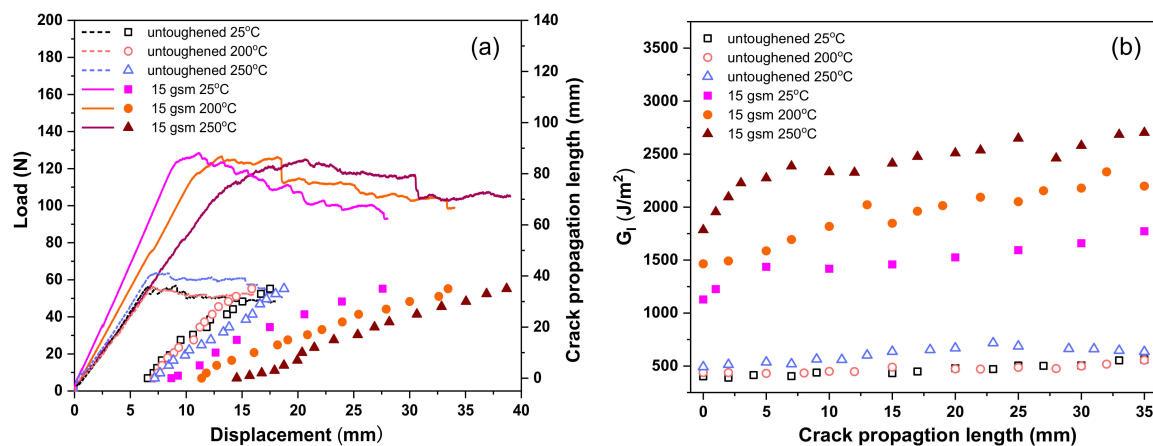 (a)
untoughened 25°C
untoughened 200°C
untoughened 250°C
15 gsm 25°C
15 gsm 200°C
15 gsm 250°C
Load (N)
200
180
160
140
120
100
80
60
40
20
0
0 5 10 15 20 25 30 35 40
Displacement (mm)
Crack propagation length (mm)
140
120
100
80
60
40
20
0
(b)
untoughened 25°C
untoughened 200°C
untoughened 250°C
15 gsm 25°C
15 gsm 200°C
15 gsm 250°C
G_I (J/m²)
3500
3000
2500
2000
1500
1000
500
0 5 10 15 20 25 30 35
Crack propagtion length (mm)